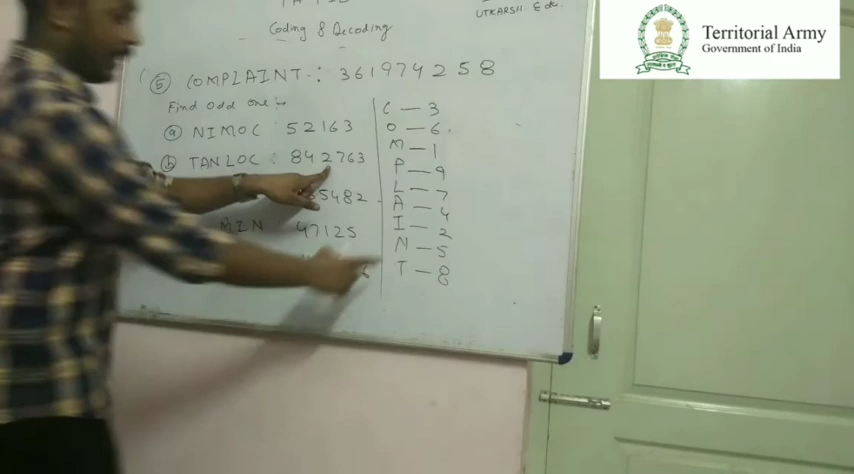 Coding & Decoding
UTKARSH. Edu.
⑤ COMPLAINT : 361974258
Find Odd one :-
ⓐ NIMOC : 52163
ⓑ TANLOC : 842763
5482
MIN 47125
C — 3
O — 6
M — 1
P — 9
L — 7
A — 4
I — 2
N — 5
T — 8
Territorial Army
Government of India